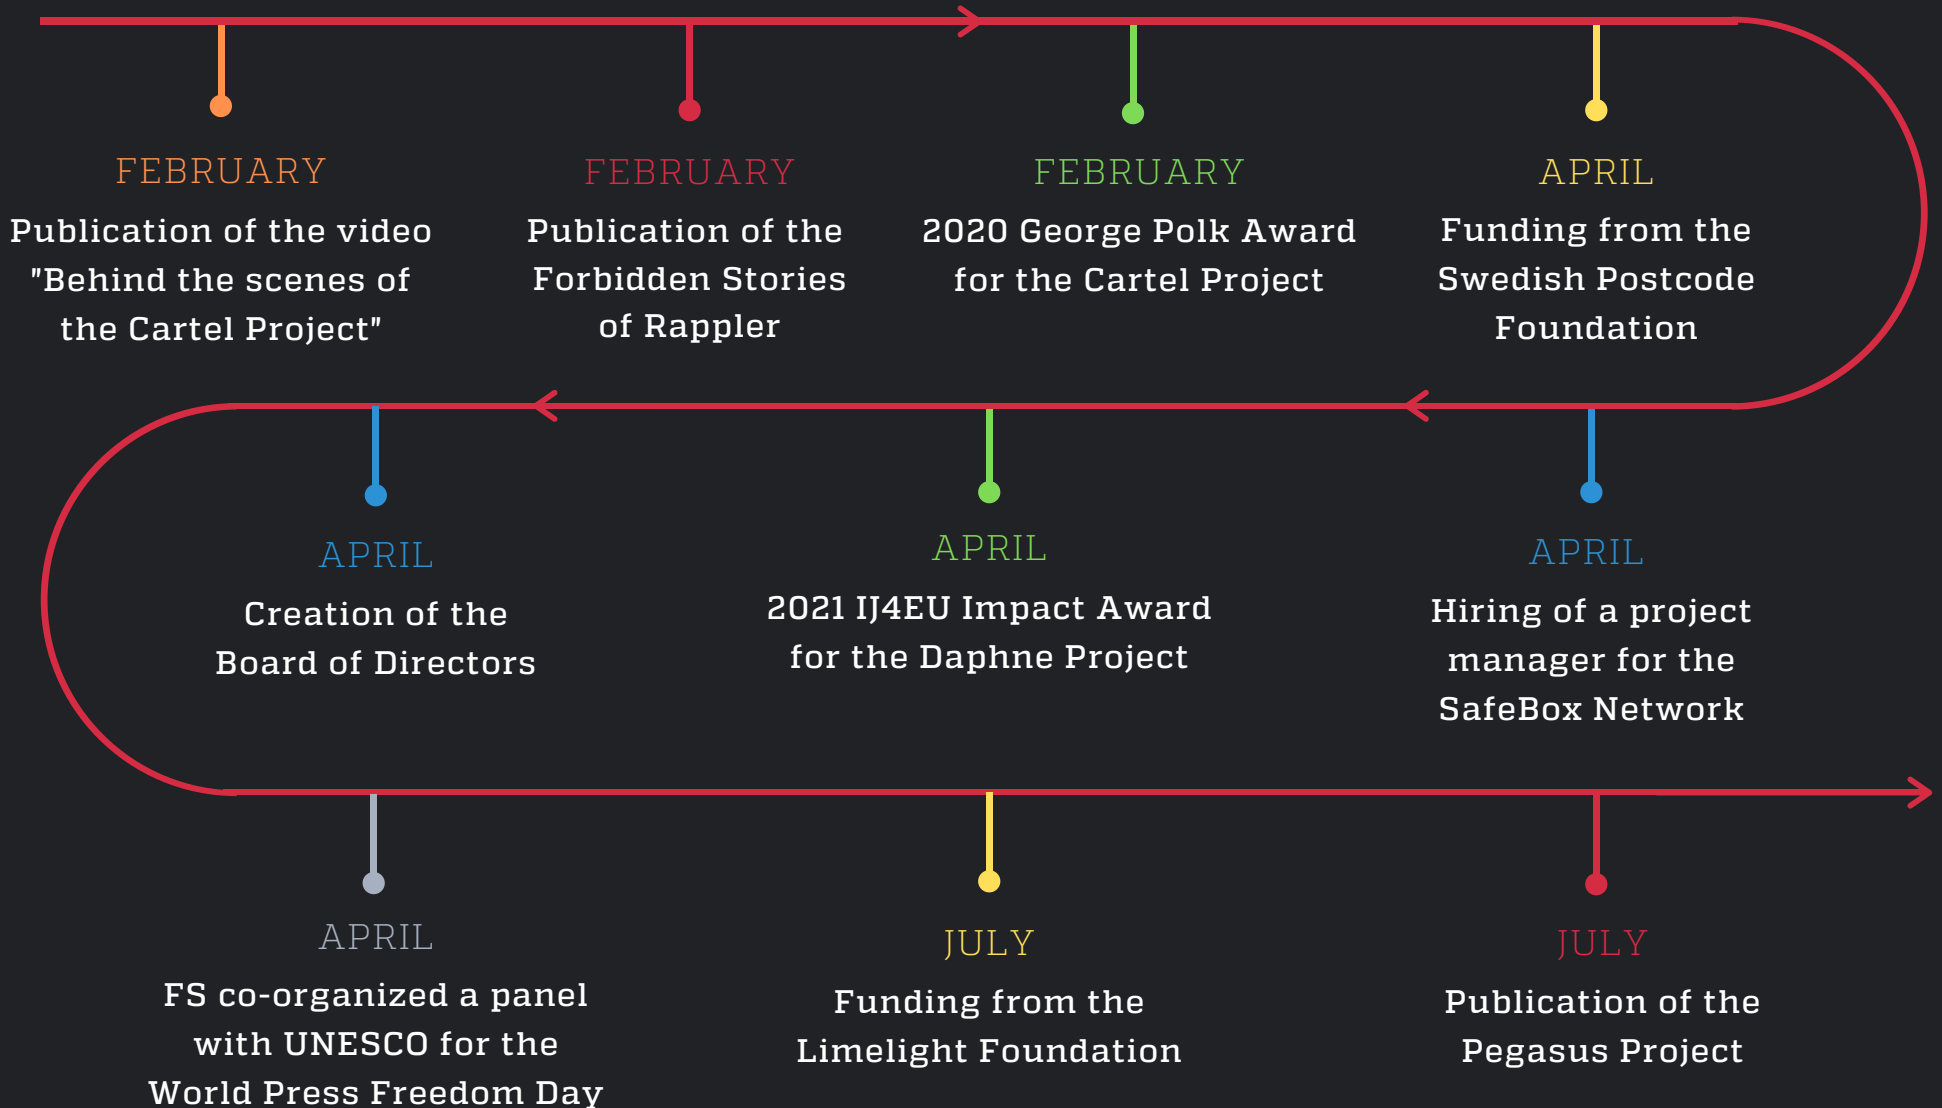 FEBRUARY
Publication of the video
"Behind the scenes of
the Cartel Project"
FEBRUARY
Publication of the
Forbidden Stories
of Rappler
FEBRUARY
2020 George Polk Award
for the Cartel Project
APRIL
Funding from the
Swedish Postcode
Foundation
APRIL
Hiring of a project
manager for the
SafeBox Network
APRIL
2021 IJ4EU Impact Award
for the Daphne Project
APRIL
Creation of the
Board of Directors
APRIL
FS co-organized a panel
with UNESCO for the
World Press Freedom Day
JULY
Funding from the
Limelight Foundation
JULY
Publication of the
Pegasus Project